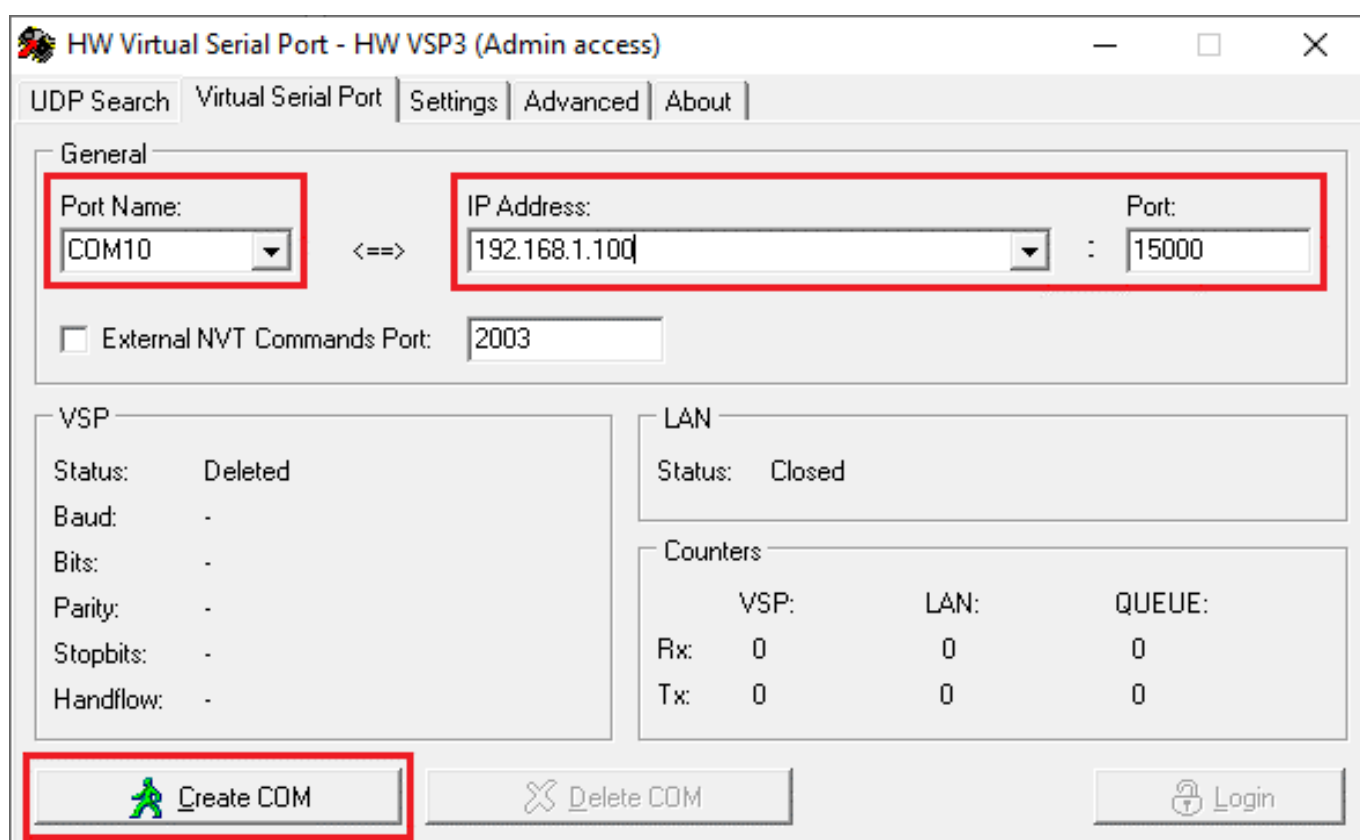 HW Virtual Serial Port - HW VSP3 (Admin access)
UDP Search Virtual Serial Port Settings Advanced About
General
Port Name: IP Address: Port:
COM10 <==> 192.168.1.100 : 15000
External NVT Commands Port: 2003
VSP
Status: Deleted
Baud: -
Bits: -
Parity: -
Stopbits: -
Handflow: -
LAN
Status: Closed
Counters
VSP: LAN: QUEUE:
Rx: 0 0 0
Tx: 0 0 0
Create COM Delete COM Login